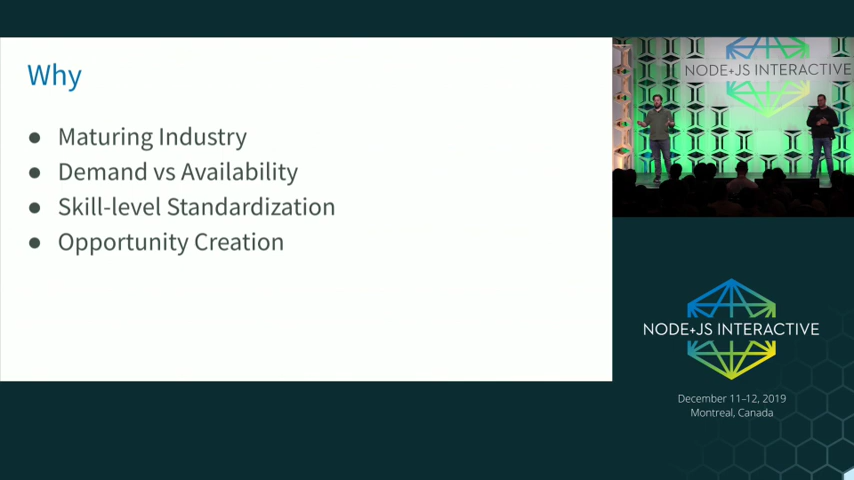 Why
● Maturing Industry
● Demand vs Availability
● Skill-level Standardization
● Opportunity Creation
NODE+JS INTERACTIVE
NODE+JS INTERACTIVE
December 11–12, 2019
Montreal, Canada